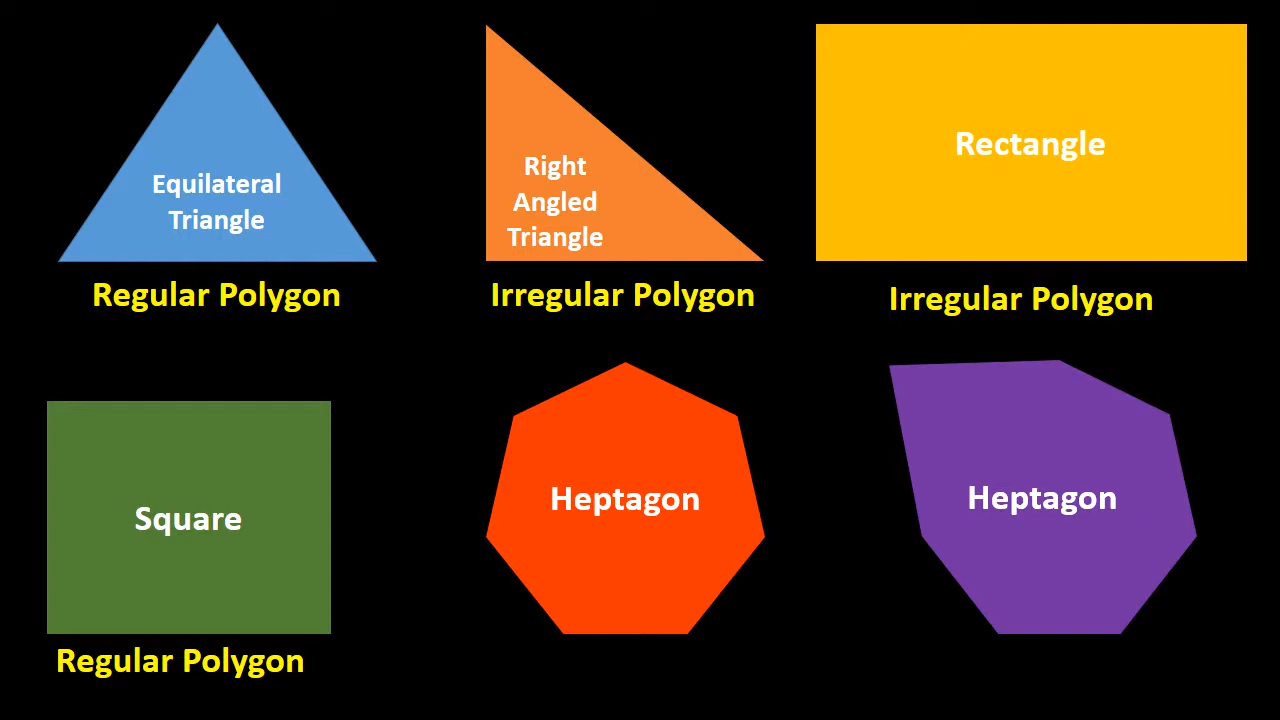 Equilateral
Triangle
Regular Polygon
Right
Angled
Triangle
Irregular Polygon
Rectangle
Irregular Polygon
Square
Regular Polygon
Heptagon
Heptagon